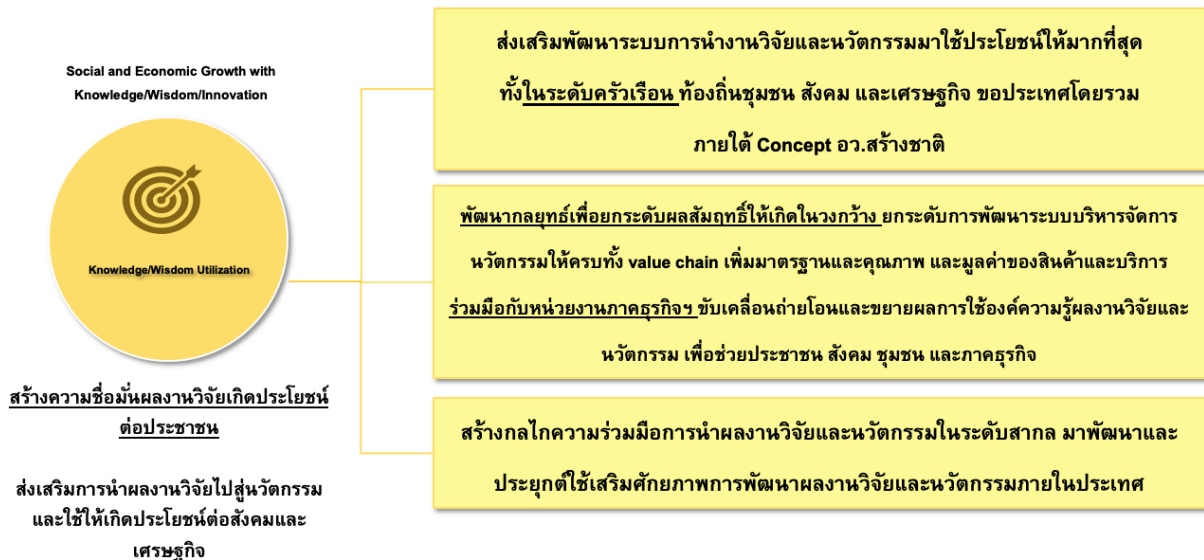 Social and Economic Growth with
Knowledge/Wisdom/Innovation
Knowledge/Wisdom Utilization
สร้างความชื่อมั่นผลงานวิจัยเกิดประโยชน์
ต่อประชาชน
ส่งเสริมการนำผลงานวิจัยไปสู่นวัตกรรม
และใช้ให้เกิดประโยชน์ต่อสังคมและ
เศรษฐกิจ
ส่งเสริมพัฒนาระบบการนำงานวิจัยและนวัตกรรมมาใช้ประโยชน์ให้มากที่สุด
ทั้งในระดับครัวเรือน ท้องถิ่นชุมชน สังคม และเศรษฐกิจ ขอประเทศโดยรวม
ภายใต้ Concept อว.สร้างชาติ
พัฒนากลยุทธ์เพื่อยกระดับผลสัมฤทธิ์ให้เกิดในวงกว้าง ยกระดับการพัฒนาระบบบริหารจัดการ
นวัตกรรมให้ครบทั้ง value chain เพิ่มมาตรฐานและคุณภาพ และมูลค่าของสินค้าและบริการ
ร่วมมือกับหน่วยงานภาคธุรกิจฯ ขับเคลื่อนถ่ายโอนและขยายผลการใช้องค์ความรู้ผลงานวิจัยและ
นวัตกรรม เพื่อช่วยประชาชน สังคม ชุมชน และภาคธุรกิจ
สร้างกลไกความร่วมมือการนำผลงานวิจัยและนวัตกรรมในระดับสากล มาพัฒนาและ
ประยุกต์ใช้เสริมศักยภาพการพัฒนาผลงานวิจัยและนวัตกรรมภายในประเทศ